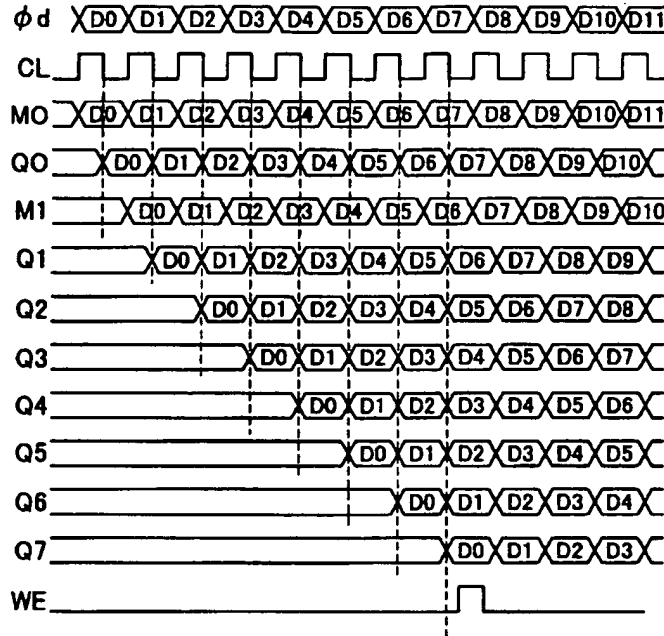 φd D0 D1 D2 D3 D4 D5 D6 D7 D8 D9 D10 D11
CL
M0 D0 D1 D2 D3 D4 D5 D6 D7 D8 D9 D10 D11
Q0 D0 D1 D2 D3 D4 D5 D6 D7 D8 D9 D10
M1 D0 D1 D2 D3 D4 D5 D6 D7 D8 D9 D10
Q1 D0 D1 D2 D3 D4 D5 D6 D7 D8 D9
Q2 D0 D1 D2 D3 D4 D5 D6 D7 D8
Q3 D0 D1 D2 D3 D4 D5 D6 D7
Q4 D0 D1 D2 D3 D4 D5 D6
Q5 D0 D1 D2 D3 D4 D5
Q6 D0 D1 D2 D3 D4
Q7 D0 D1 D2 D3
WE